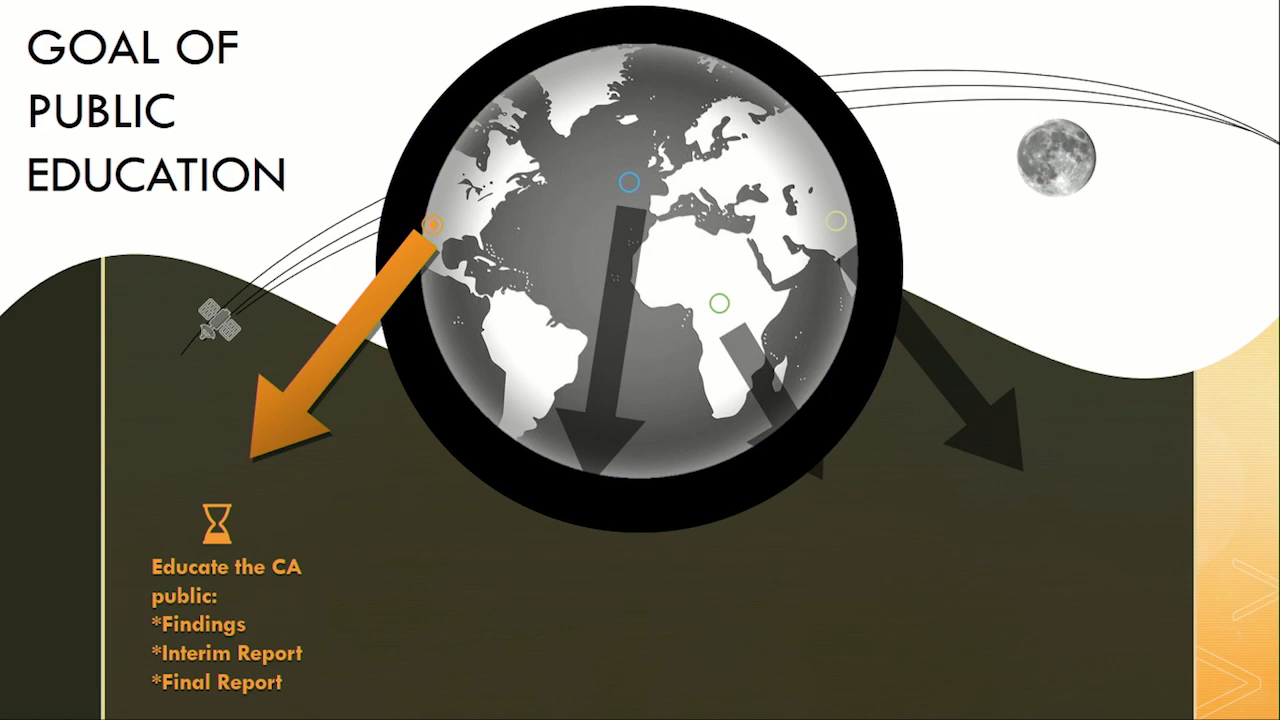 GOAL OF
PUBLIC
EDUCATION
Educate the CA
public:
*Findings
*Interim Report
*Final Report